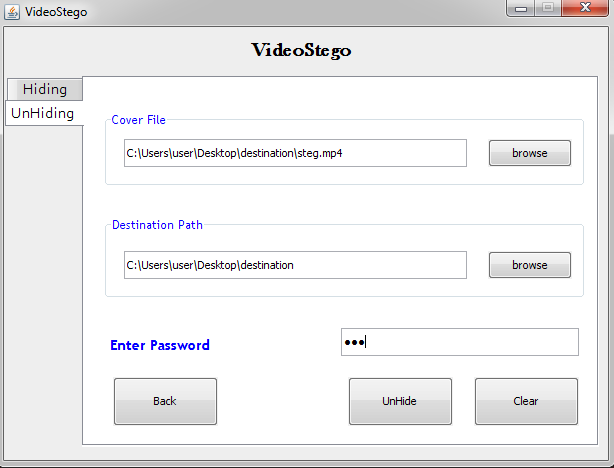 VideoStego
VideoStego
Hiding
UnHiding
Cover File
C:\Users\user\Desktop\destination\steg.mp4
browse
Destination Path
C:\Users\user\Desktop\destination
browse
Enter Password
•••
Back
UnHide
Clear